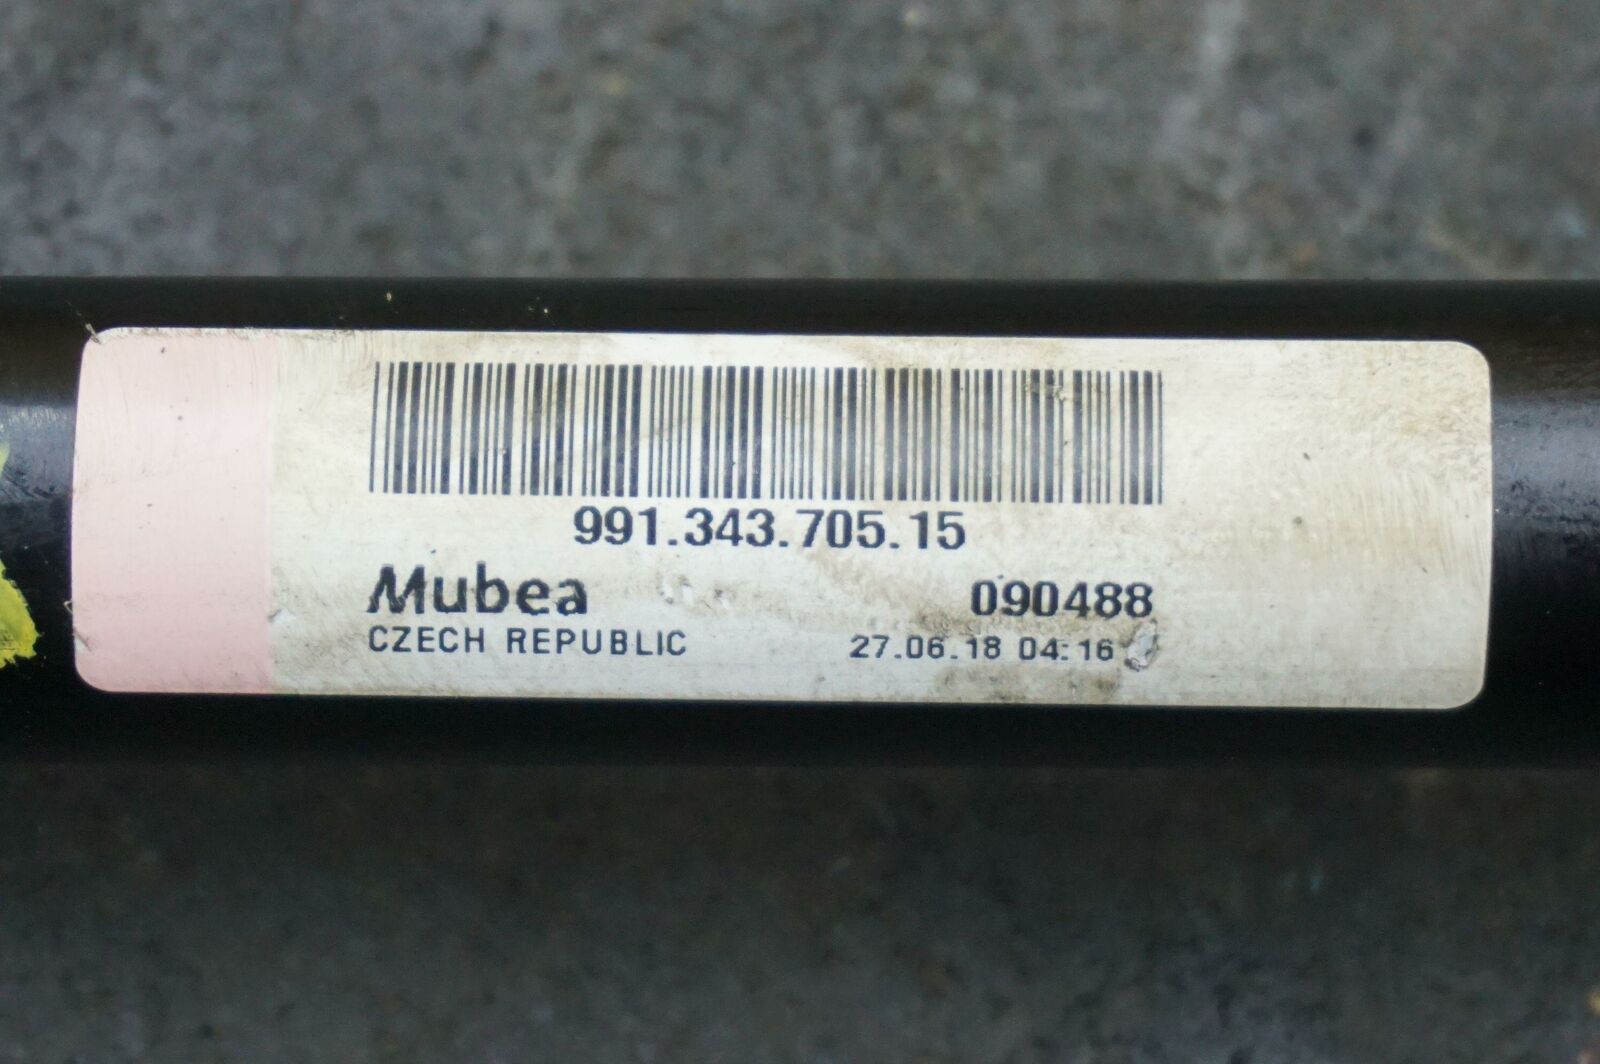 991.343.705.15
Mubea 090488
CZECH REPUBLIC 27.06.18 04:16